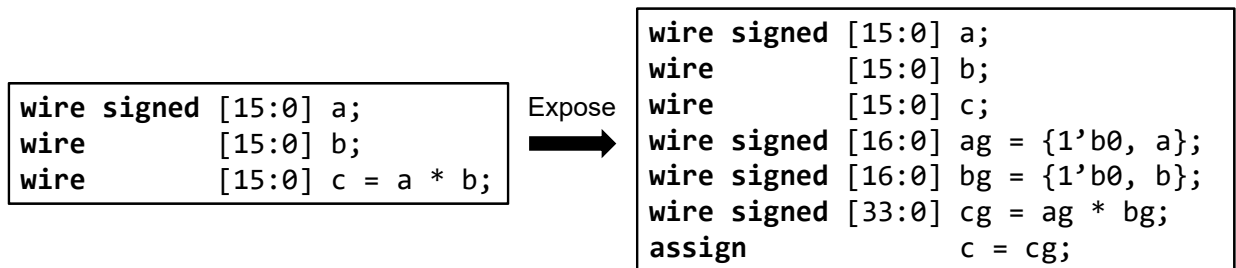 wire signed [15:0] a;
wire        [15:0] b;
wire        [15:0] c = a * b;
Expose
wire signed [15:0] a;
wire        [15:0] b;
wire        [15:0] c;
wire signed [16:0] ag = {1’b0, a};
wire signed [16:0] bg = {1’b0, b};
wire signed [33:0] cg = ag * bg;
assign             c = cg;